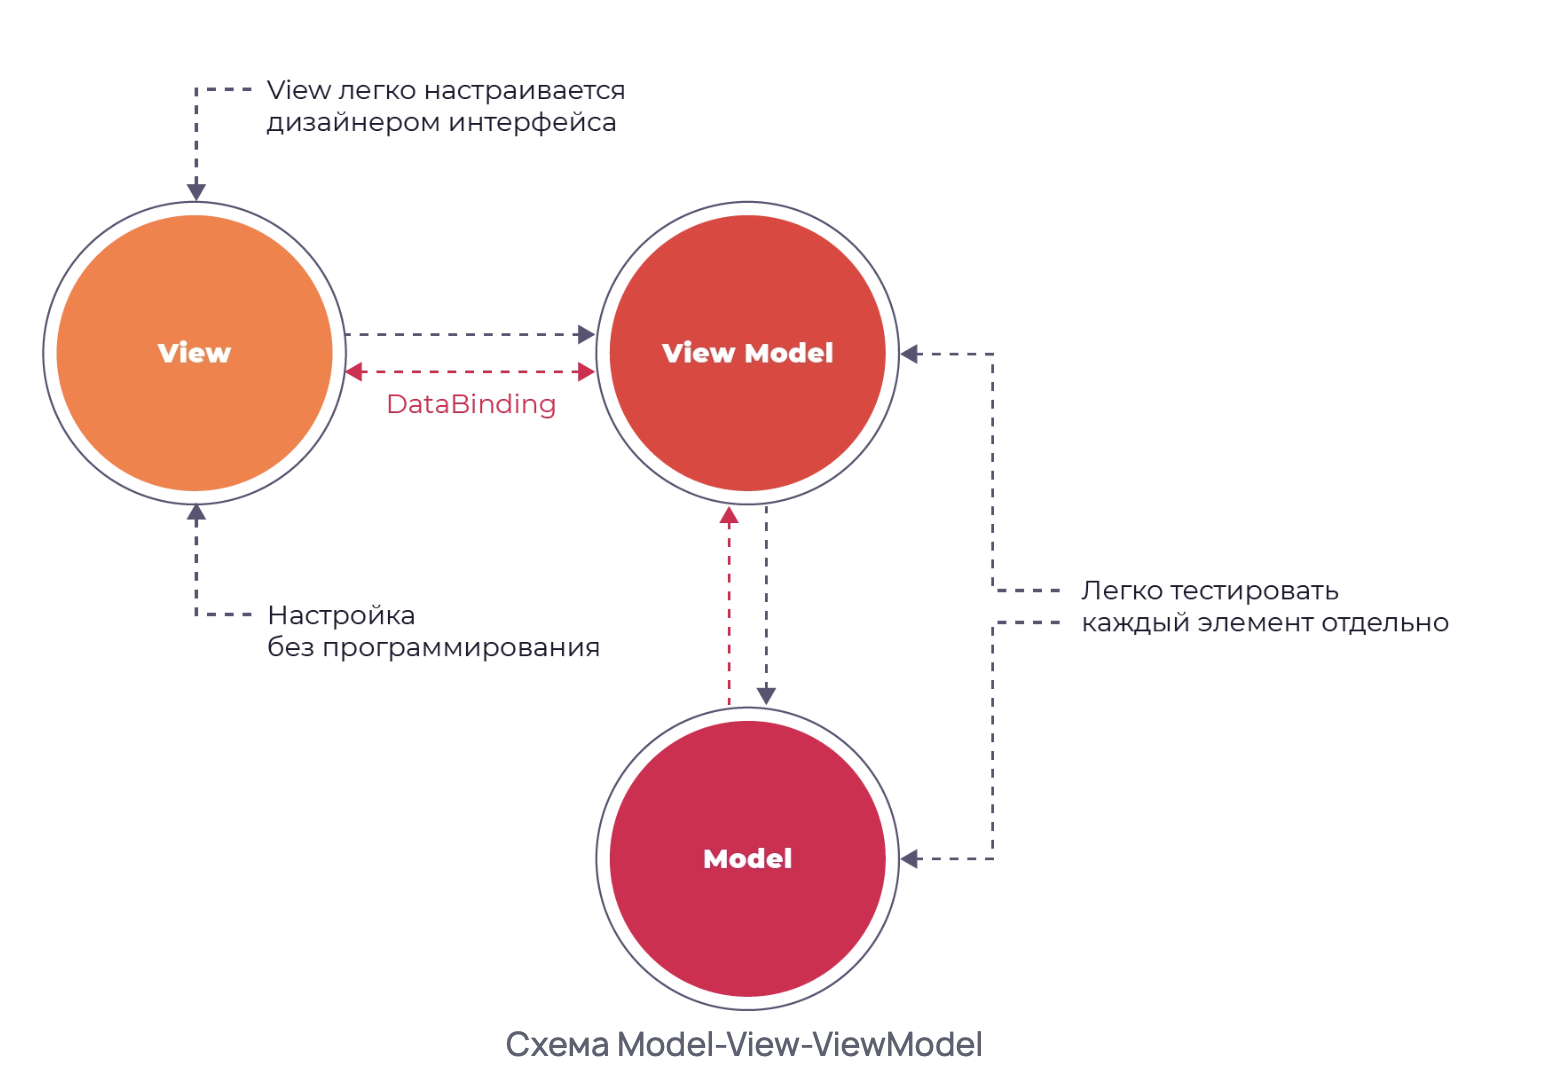 View легко настраивается
дизайнером интерфейса
View
View Model
DataBinding
Настройка
без программирования
Легко тестировать
каждый элемент отдельно
Model
Схема Model-View-ViewModel